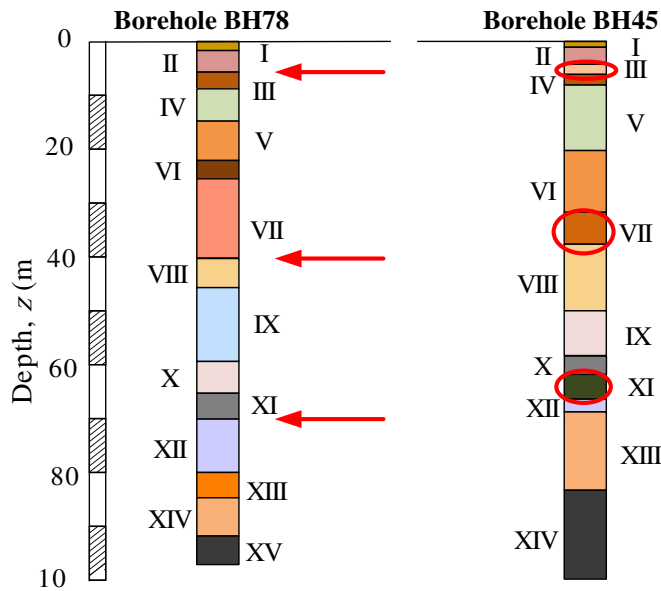 Borehole BH78
Borehole BH45
Depth, z (m
0
20
40
60
80
10
I
II
III
IV
V
VI
VII
VIII
IX
X
XI
XII
XIII
XIV
XV
I
II
III
IV
V
VI
VII
VIII
IX
X
XI
XII
XIII
XIV